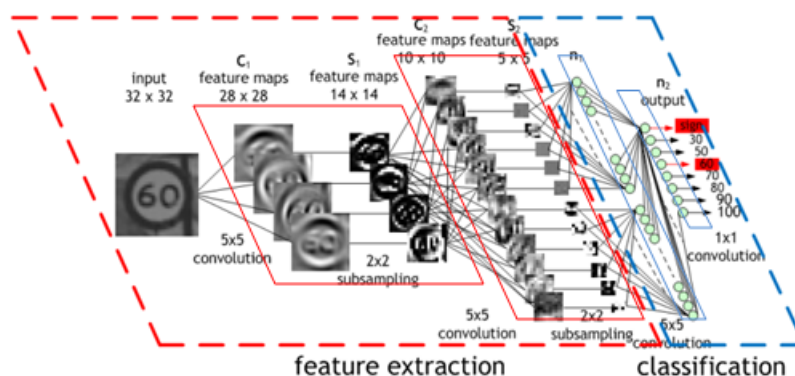 input
32 x 32
C1
feature maps
28 x 28
S1
feature maps
14 x 14
C2
feature maps
10 x 10
S2
feature maps
5 x 5
n1
n2
output
sign
30
50
60
70
80
90
100
60
5x5
convolution
2x2
subsampling
5x5
convolution
2x2
subsampling
5x5
convolution
1x1
convolution
feature extraction
classification